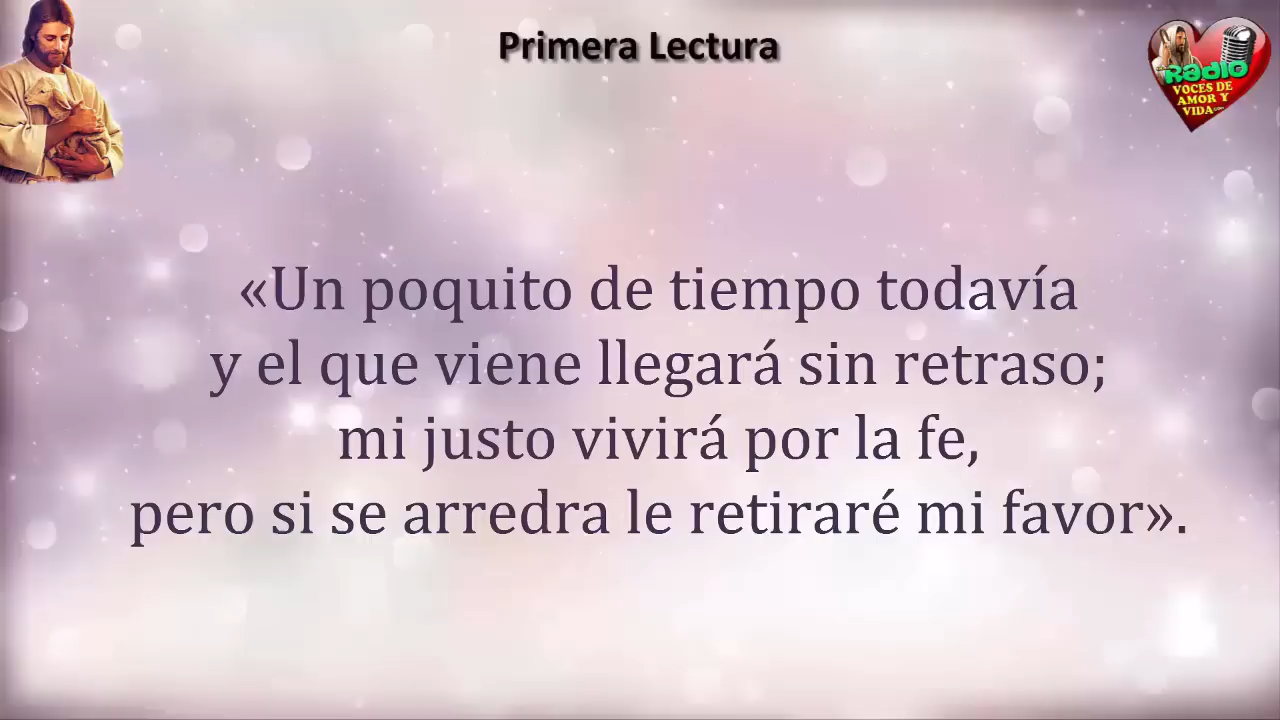 Primera Lectura
Radio
VOCES DE
AMOR Y
VIDA.com
«Un poquito de tiempo todavía
y el que viene llegará sin retraso;
mi justo vivirá por la fe,
pero si se arredra le retiraré mi favor».